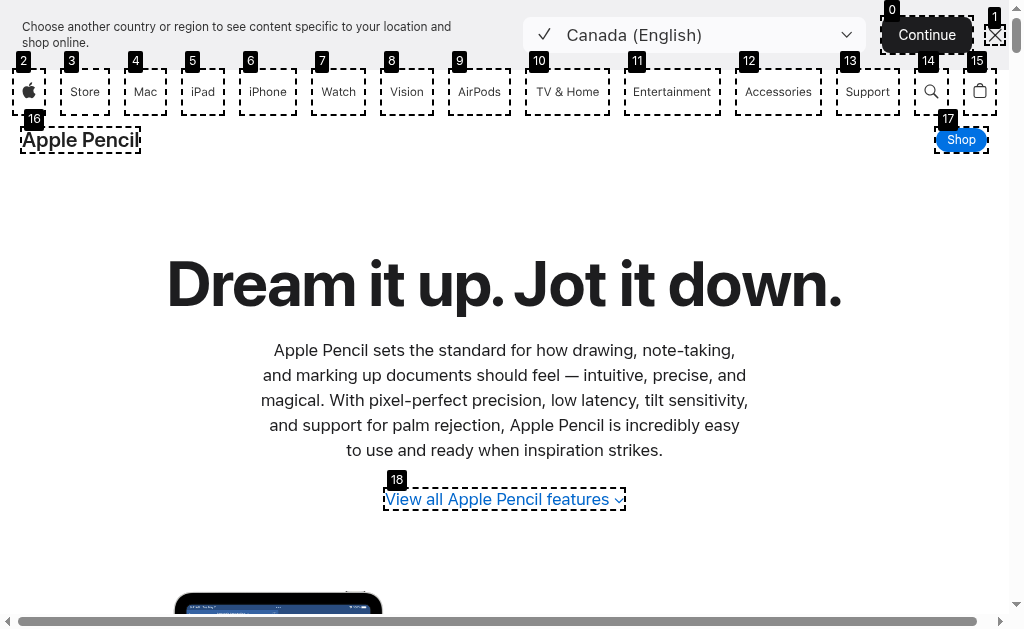 Choose another country or region to see content specific to your location and
shop online.
Canada (English)
0
Continue
1
2
3
Store
4
Mac
5
iPad
6
iPhone
7
Watch
8
Vision
9
AirPods
10
TV & Home
11
Entertainment
12
Accessories
13
Support
14
15
16
Apple Pencil
17
Shop
Dream it up. Jot it down.
Apple Pencil sets the standard for how drawing, note-taking,
and marking up documents should feel — intuitive, precise, and
magical. With pixel-perfect precision, low latency, tilt sensitivity,
and support for palm rejection, Apple Pencil is incredibly easy
to use and ready when inspiration strikes.
18
View all Apple Pencil features